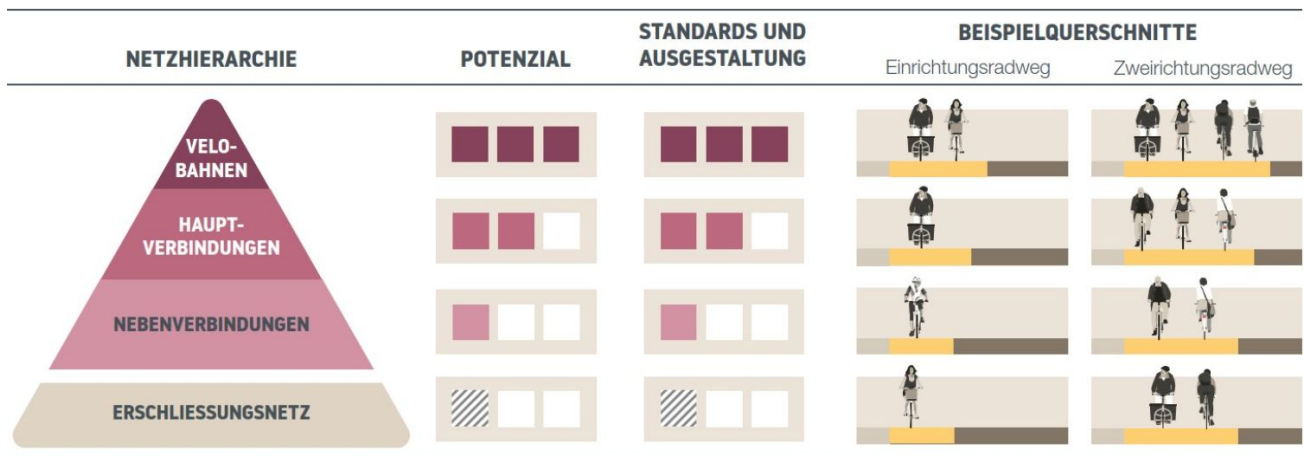 NETZHIERARCHIE
POTENZIAL
STANDARDS UND
AUSGESTALTUNG
BEISPIELQUERSCHNITTE
Einrichtungsradweg
Zweirichtungsradweg
VELO-
BAHNEN
HAUPT-
VERBINDUNGEN
NEBENVERBINDUNGEN
ERSCHLIESSUNGSNETZ